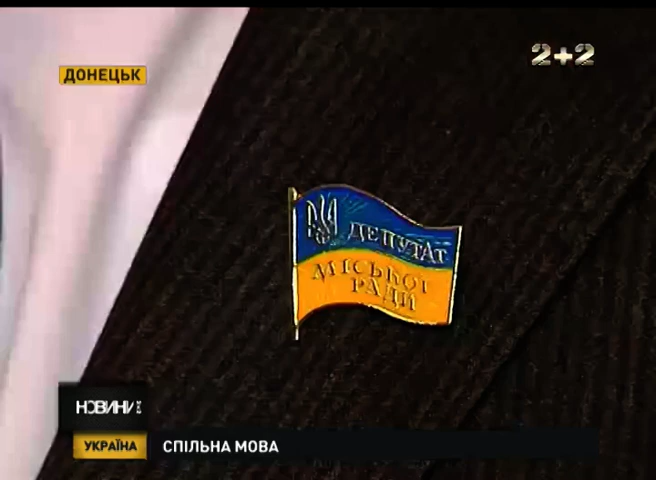 2+2
ДОНЕЦЬК
ДЕПУТАТ
МІСЬКОЇ
РАДИ
НОВИНИ
УКРАЇНА
СПІЛЬНА МОВА